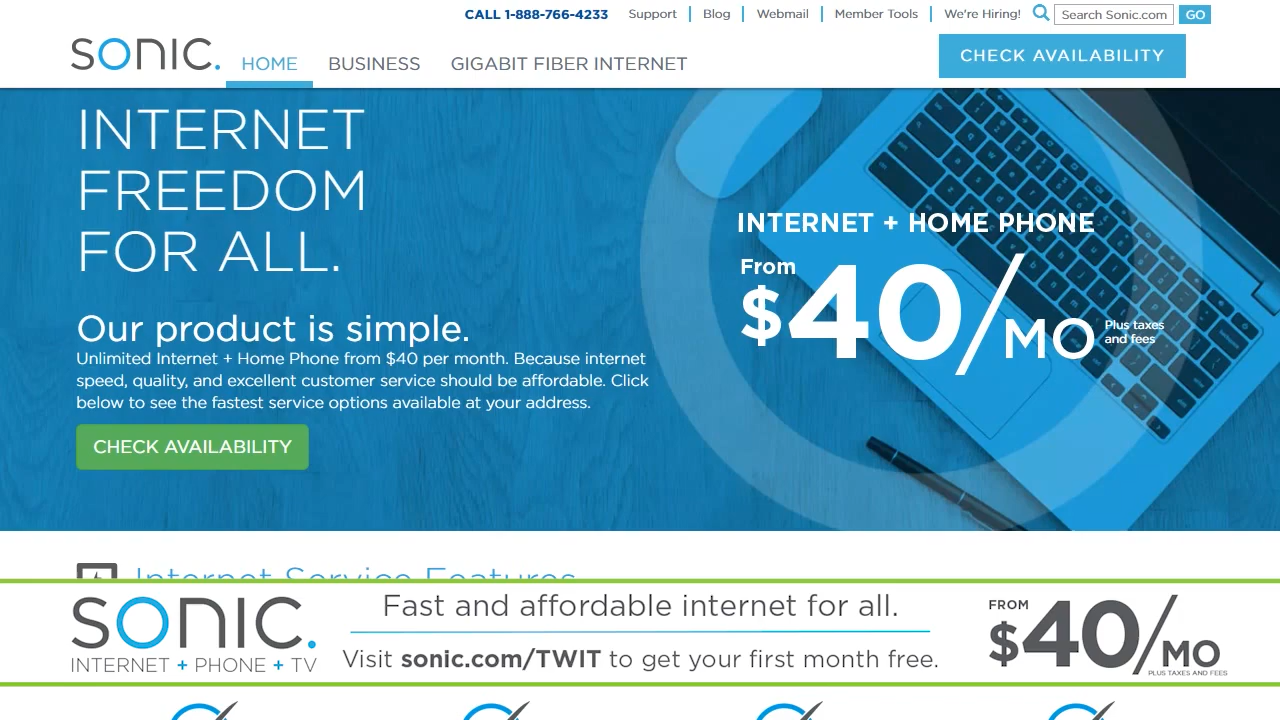 CALL 1-888-766-4233 Support Blog Webmail Member Tools We're Hiring! Search Sonic.com GO
SONIC. HOME BUSINESS GIGABIT FIBER INTERNET CHECK AVAILABILITY
INTERNET
FREEDOM
FOR ALL.
Our product is simple.
Unlimited Internet + Home Phone from $40 per month. Because internet
speed, quality, and excellent customer service should be affordable. Click
below to see the fastest service options available at your address.
CHECK AVAILABILITY
INTERNET + HOME PHONE
From
$40/MO Plus taxes
and fees
Internet Service Features
SONIC.
INTERNET + PHONE + TV
Fast and affordable internet for all.
Visit sonic.com/TWIT to get your first month free.
FROM
$40/MO
PLUS TAXES AND FEES